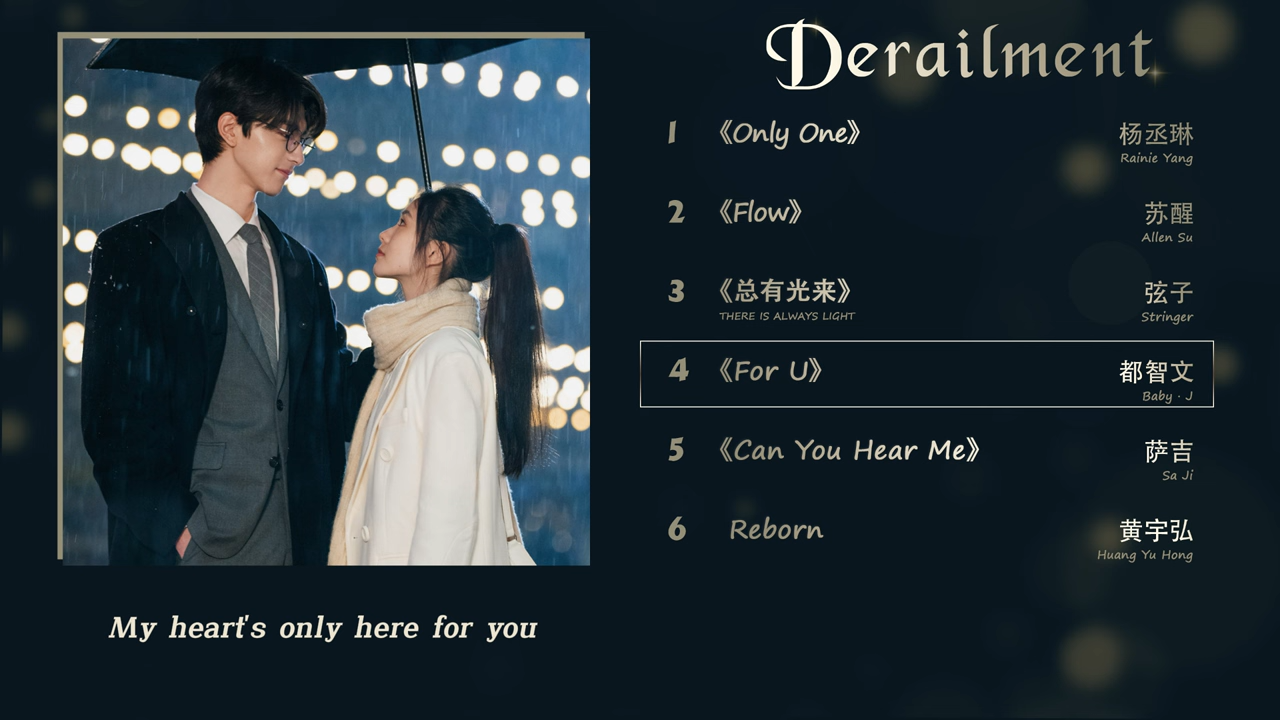 Derailment
1 《Only One》 杨丞琳
Rainie Yang
2 《Flow》 苏醒
Allen Su
3 《总有光来》 弦子
THERE IS ALWAYS LIGHT Stringer
4 《For U》 都智文
Baby · J
5 《Can You Hear Me》 萨吉
Sa Ji
6 Reborn 黄宇弘
Huang Yu Hong
My heart's only here for you